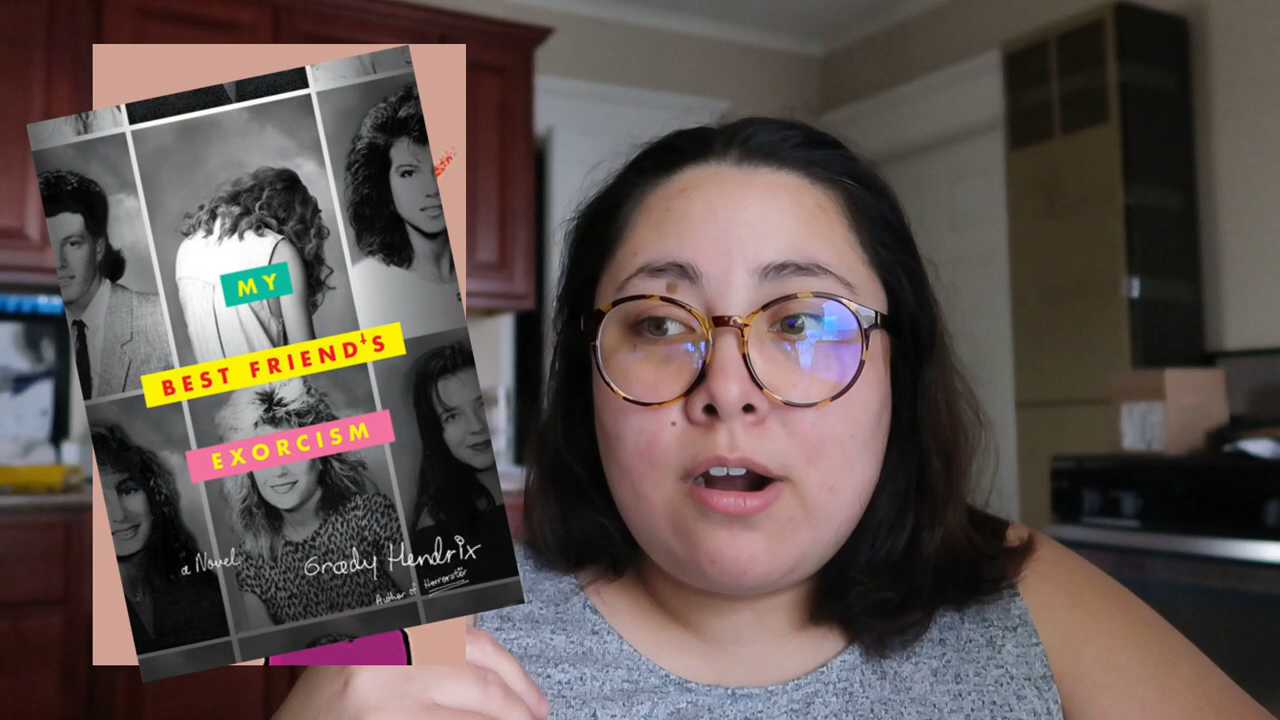 MY
BEST FRIEND'S
EXORCISM
a Novel
Grady Hendrix
Author of Horrorstör